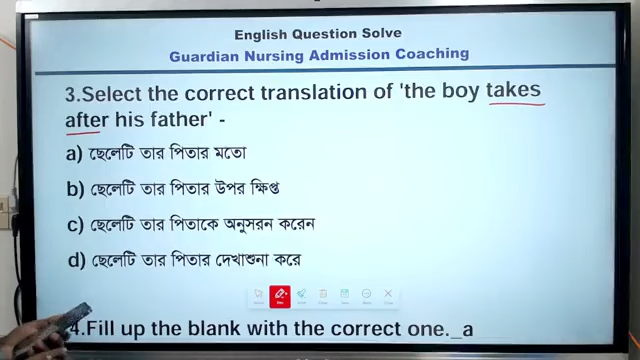 English Question Solve
Guardian Nursing Admission Coaching
3.Select the correct translation of 'the boy takes
after his father' -
a) ছেলেটি তার পিতার মতো
b) ছেলেটি তার পিতার উপর ক্ষিপ্ত
c) ছেলেটি তার পিতাকে অনুসরন করেন
d) ছেলেটি তার পিতার দেখাশুনা করে
4.Fill up the blank with the correct one._a